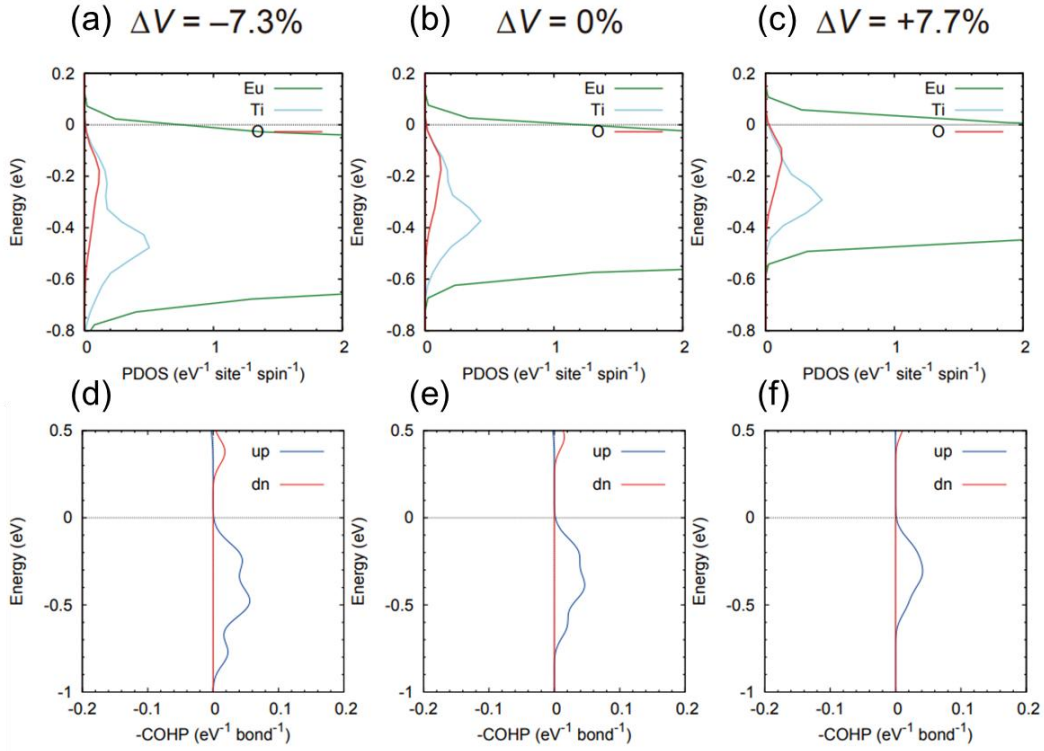 (a) ΔV = –7.3%
(b) ΔV = 0%
(c) ΔV = +7.7%
0.2
0
-0.2
-0.4
-0.6
-0.8
Energy (eV)
Eu
Ti
O
0 1 2
PDOS (eV⁻¹ site⁻¹ spin⁻¹)
0.2
0
-0.2
-0.4
-0.6
-0.8
Energy (eV)
Eu
Ti
O
0 1 2
PDOS (eV⁻¹ site⁻¹ spin⁻¹)
0.2
0
-0.2
-0.4
-0.6
-0.8
Energy (eV)
Eu
Ti
O
0 1 2
PDOS (eV⁻¹ site⁻¹ spin⁻¹)
(d)
0.5
0
-0.5
-1
Energy (eV)
up
dn
-0.2 -0.1 0 0.1 0.2
-COHP (eV⁻¹ bond⁻¹)
(e)
0.5
0
-0.5
-1
Energy (eV)
up
dn
-0.2 -0.1 0 0.1 0.2
-COHP (eV⁻¹ bond⁻¹)
(f)
0.5
0
-0.5
-1
Energy (eV)
up
dn
-0.2 -0.1 0 0.1 0.2
-COHP (eV⁻¹ bond⁻¹)